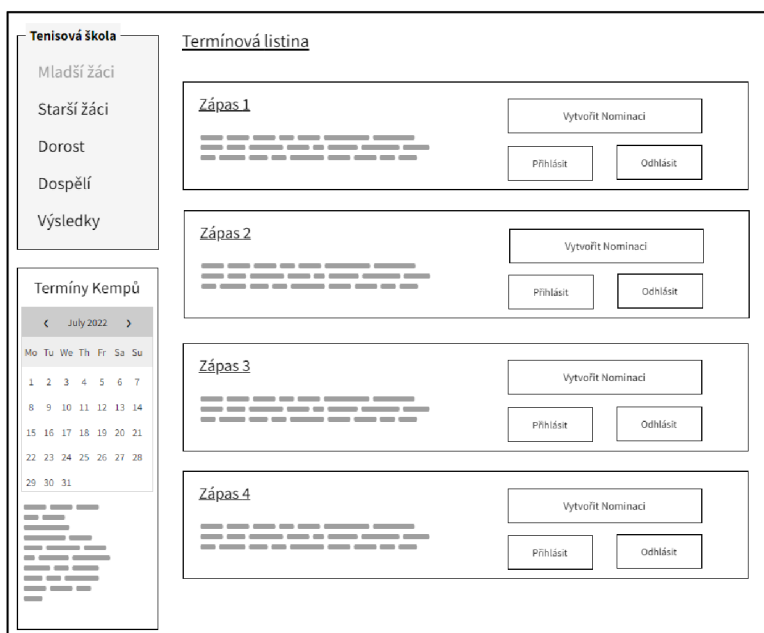 Tenisová škola
Mladší žáci
Starší žáci
Dorost
Dospělí
Výsledky
Termíny Kempů
July 2022
Mo Tu We Th Fr Sa Su
1 2 3 4 5 6 7
8 9 10 11 12 13 14
15 16 17 18 19 20 21
22 23 24 25 26 27 28
29 30 31
Termínová listina
Zápas 1
Vytvořit Nominaci
Přihlásit Odhlásit
Zápas 2
Vytvořit Nominaci
Přihlásit Odhlásit
Zápas 3
Vytvořit Nominaci
Přihlásit Odhlásit
Zápas 4
Vytvořit Nominaci
Přihlásit Odhlásit